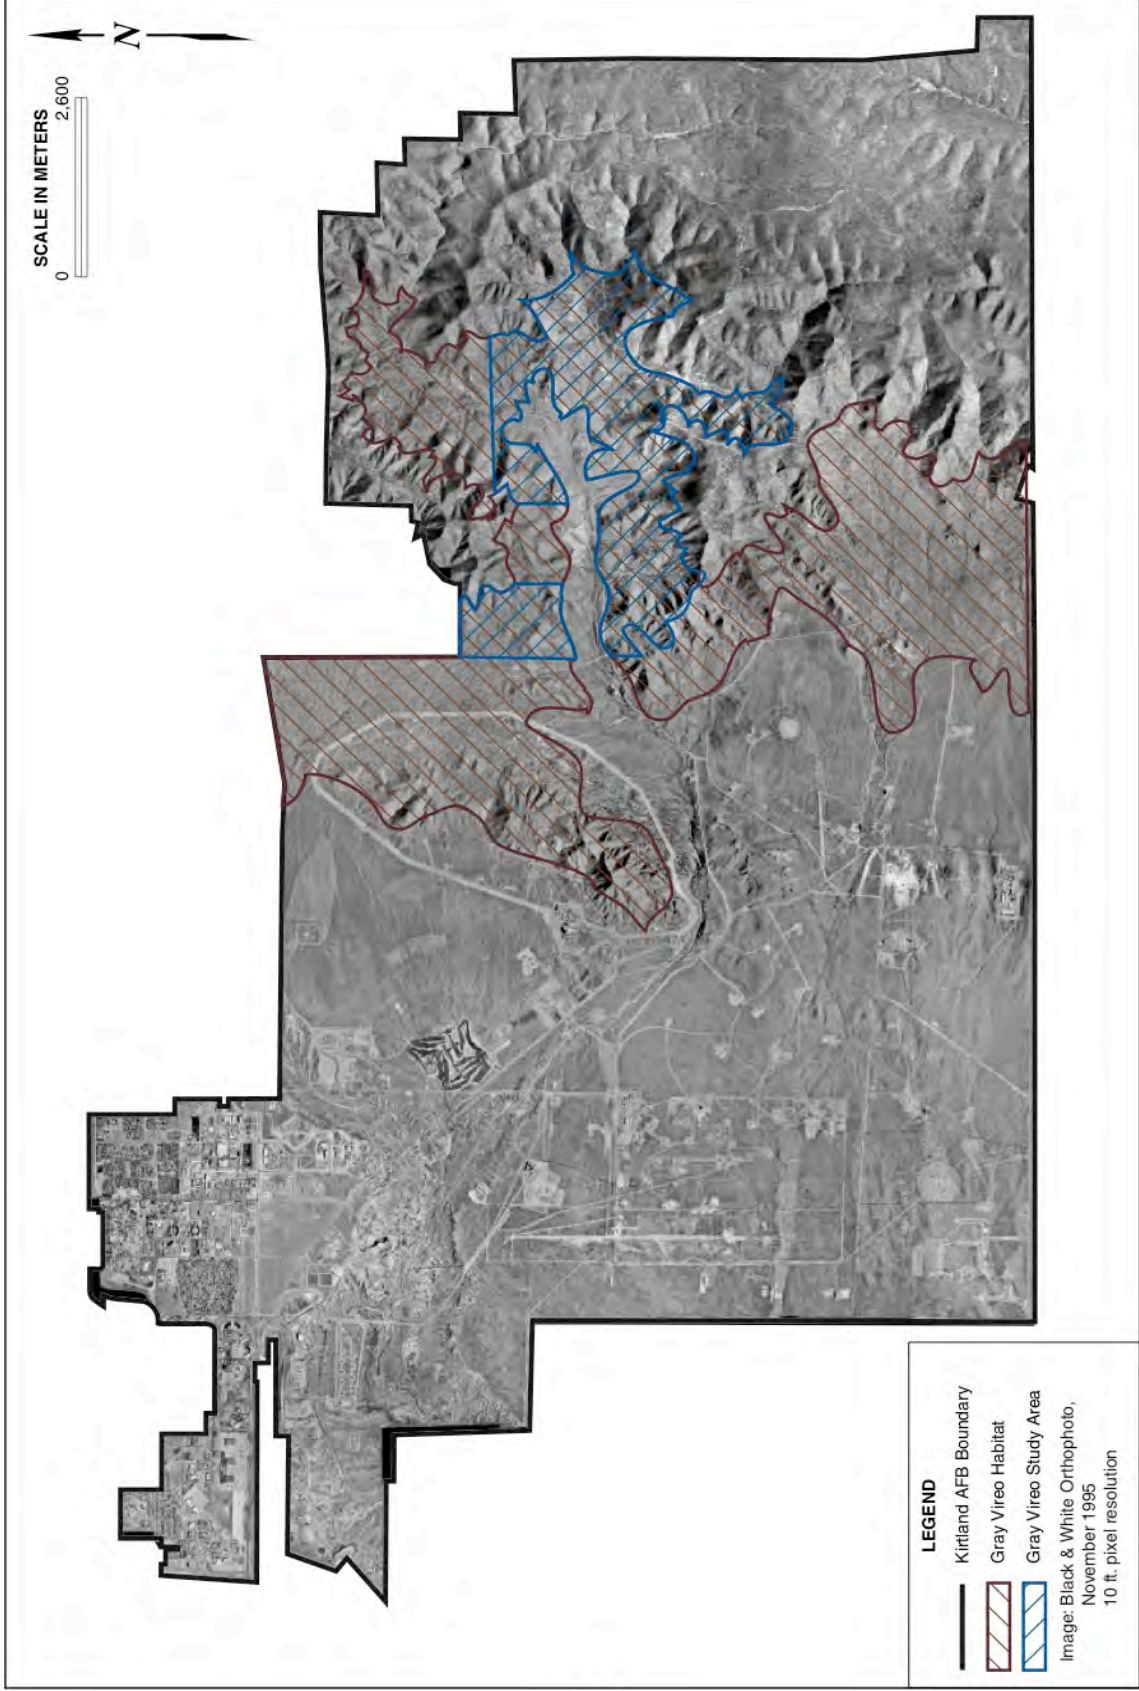 N
SCALE IN METERS
0 2,600
LEGEND
Kirtland AFB Boundary
Gray Vireo Habitat
Gray Vireo Study Area
Image: Black & White Orthophoto,
November 1995
10 ft. pixel resolution